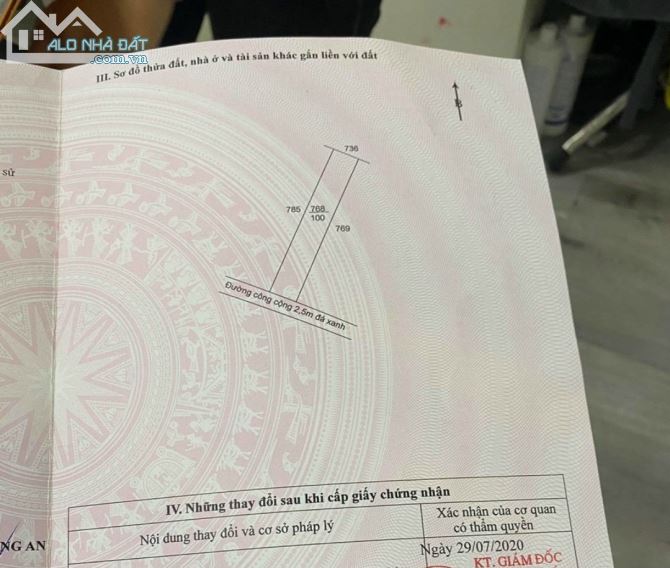 ALO NHÀ ĐẤT
.com.vn
III. Sơ đồ thửa đất, nhà ở và tài sản khác gắn liền với đất
B
sử
736
785
768
100
769
Đường công cộng 2,5m đá xanh
IV. Những thay đổi sau khi cấp giấy chứng nhận
Nội dung thay đổi và cơ sở pháp lý
Xác nhận của cơ quan
có thẩm quyền
NG AN
Ngày 29/07/2020
KT. GIÁM ĐỐC